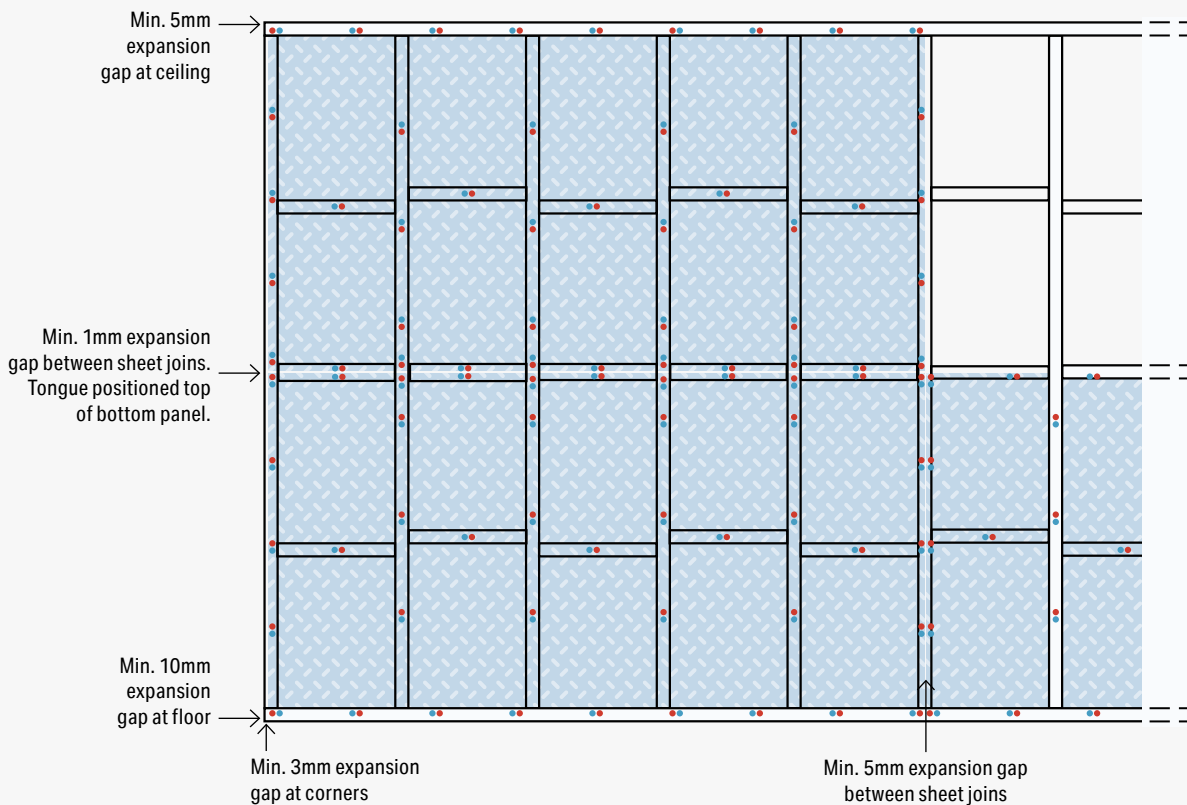 Min. 5mm
expansion
gap at ceiling
Min. 1mm expansion
gap between sheet joins.
Tongue positioned top
of bottom panel.
Min. 10mm
expansion
gap at floor
Min. 3mm expansion
gap at corners
Min. 5mm expansion gap
between sheet joins